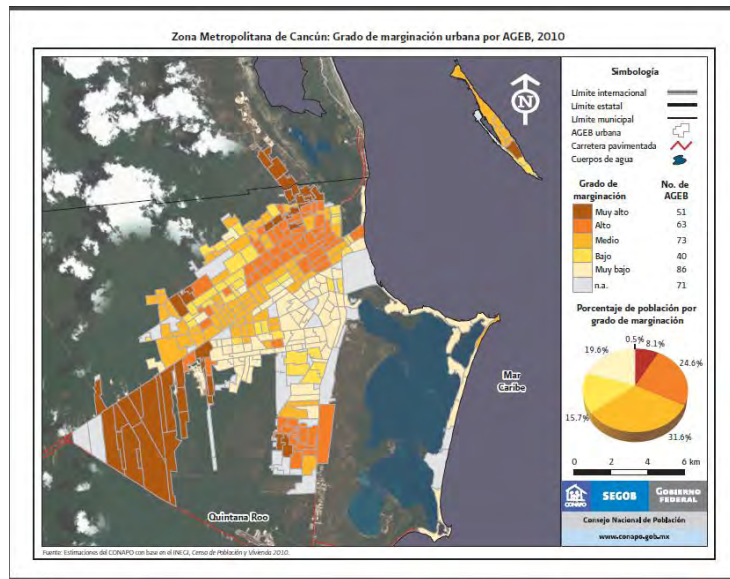 Zona Metropolitana de Cancún: Grado de marginación urbana por AGEB, 2010
Simbología
Límite internacional
Límite estatal
Límite municipal
AGEB urbana
Carretera pavimentada
Cuerpos de agua
Grado de marginación No. de AGEB
Muy alto 51
Alto 63
Medio 73
Bajo 40
Muy bajo 86
n.a. 71
Porcentaje de población por
grado de marginación
0.5%
8.1%
19.6%
24.6%
15.7%
31.6%
0 2 4 6 km
N
Mar
Caribe
Quintana Roo
CONAPO
SEGOB
GOBIERNO
FEDERAL
Consejo Nacional de Población
www.conapo.gob.mx
Fuente: Estimaciones del CONAPO con base en el INEGI, Censo de Población y Vivienda 2010.